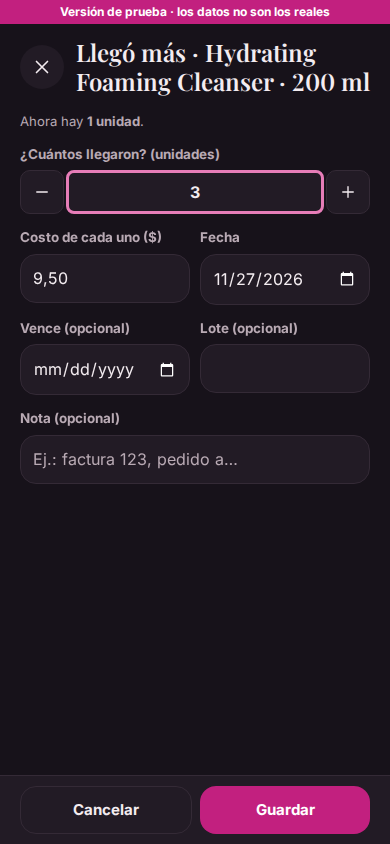 Versión de prueba · los datos no son los reales
Llegó más · Hydrating
Foaming Cleanser · 200 ml
Ahora hay 1 unidad.
¿Cuántos llegaron? (unidades)
− 3 +
Costo de cada uno ($) Fecha
9,50 11/27/2026
Vence (opcional) Lote (opcional)
mm/dd/yyyy
Nota (opcional)
Ej.: factura 123, pedido a...
Cancelar Guardar